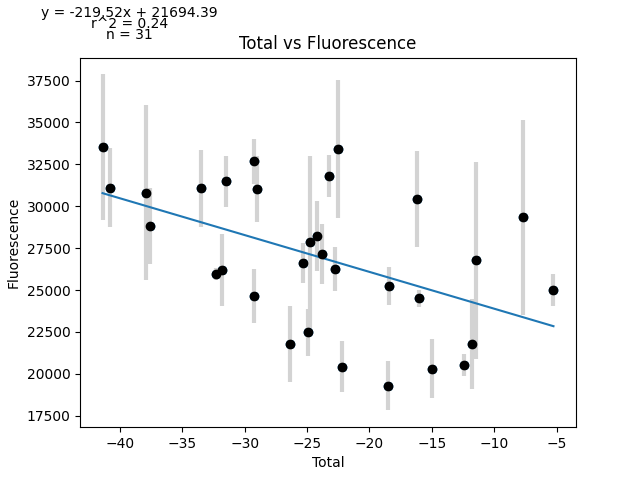 y = -219.52x + 21694.39
r^2 = 0.24
n = 31
Total vs Fluorescence
37500
35000
32500
30000
27500
25000
22500
20000
17500
Fluorescence
−40
−35
−30
−25
−20
−15
−10
−5
Total